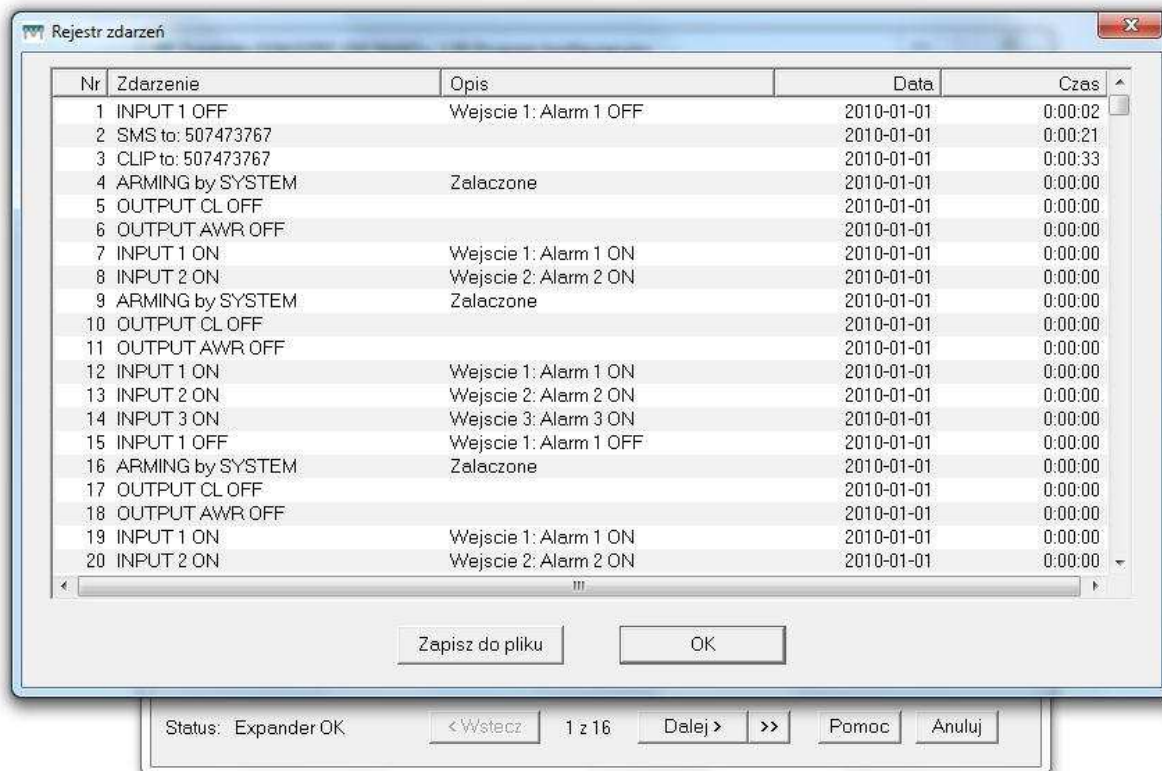 Rejestr zdarzeń
Nr Zdarzenie Opis Data Czas
1 INPUT 1 OFF Wejscie 1: Alarm 1 OFF 2010-01-01 0:00:02
2 SMS to: 507473767 2010-01-01 0:00:21
3 CLIP to: 507473767 2010-01-01 0:00:33
4 ARMING by SYSTEM Zalaczone 2010-01-01 0:00:00
5 OUTPUT CL OFF 2010-01-01 0:00:00
6 OUTPUT AWR OFF 2010-01-01 0:00:00
7 INPUT 1 ON Wejscie 1: Alarm 1 ON 2010-01-01 0:00:00
8 INPUT 2 ON Wejscie 2: Alarm 2 ON 2010-01-01 0:00:00
9 ARMING by SYSTEM Zalaczone 2010-01-01 0:00:00
10 OUTPUT CL OFF 2010-01-01 0:00:00
11 OUTPUT AWR OFF 2010-01-01 0:00:00
12 INPUT 1 ON Wejscie 1: Alarm 1 ON 2010-01-01 0:00:00
13 INPUT 2 ON Wejscie 2: Alarm 2 ON 2010-01-01 0:00:00
14 INPUT 3 ON Wejscie 3: Alarm 3 ON 2010-01-01 0:00:00
15 INPUT 1 OFF Wejscie 1: Alarm 1 OFF 2010-01-01 0:00:00
16 ARMING by SYSTEM Zalaczone 2010-01-01 0:00:00
17 OUTPUT CL OFF 2010-01-01 0:00:00
18 OUTPUT AWR OFF 2010-01-01 0:00:00
19 INPUT 1 ON Wejscie 1: Alarm 1 ON 2010-01-01 0:00:00
20 INPUT 2 ON Wejscie 2: Alarm 2 ON 2010-01-01 0:00:00
Zapisz do pliku OK
Status: Expander OK < Wstecz 1 z 16 Dalej > >> Pomoc Anuluj